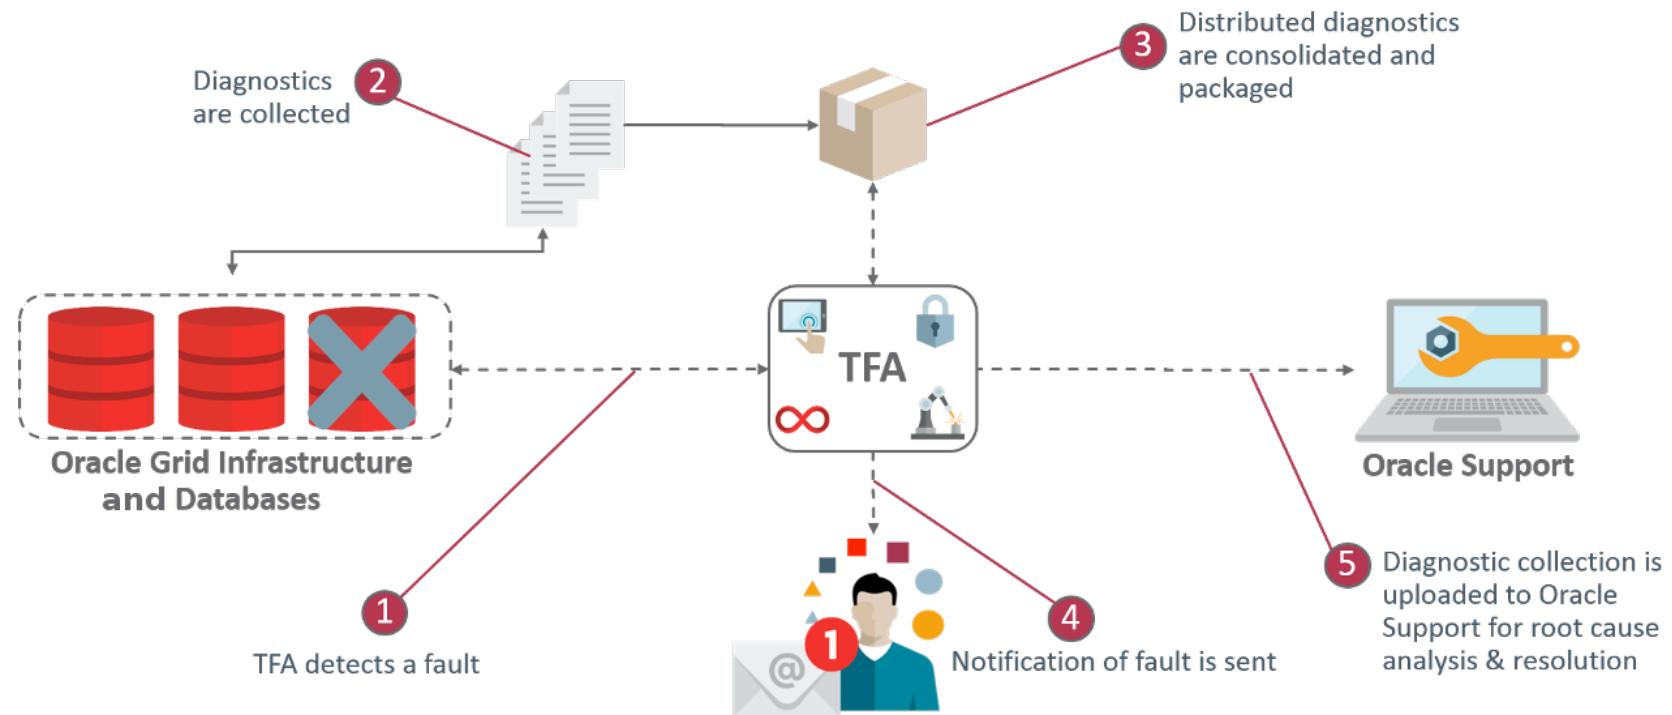 2
Diagnostics
are collected
3
Distributed diagnostics
are consolidated and
packaged
TFA
Oracle Grid Infrastructure
and Databases
Oracle Support
1
TFA detects a fault
@
1
4
Notification of fault is sent
5
Diagnostic collection is
uploaded to Oracle
Support for root cause
analysis & resolution